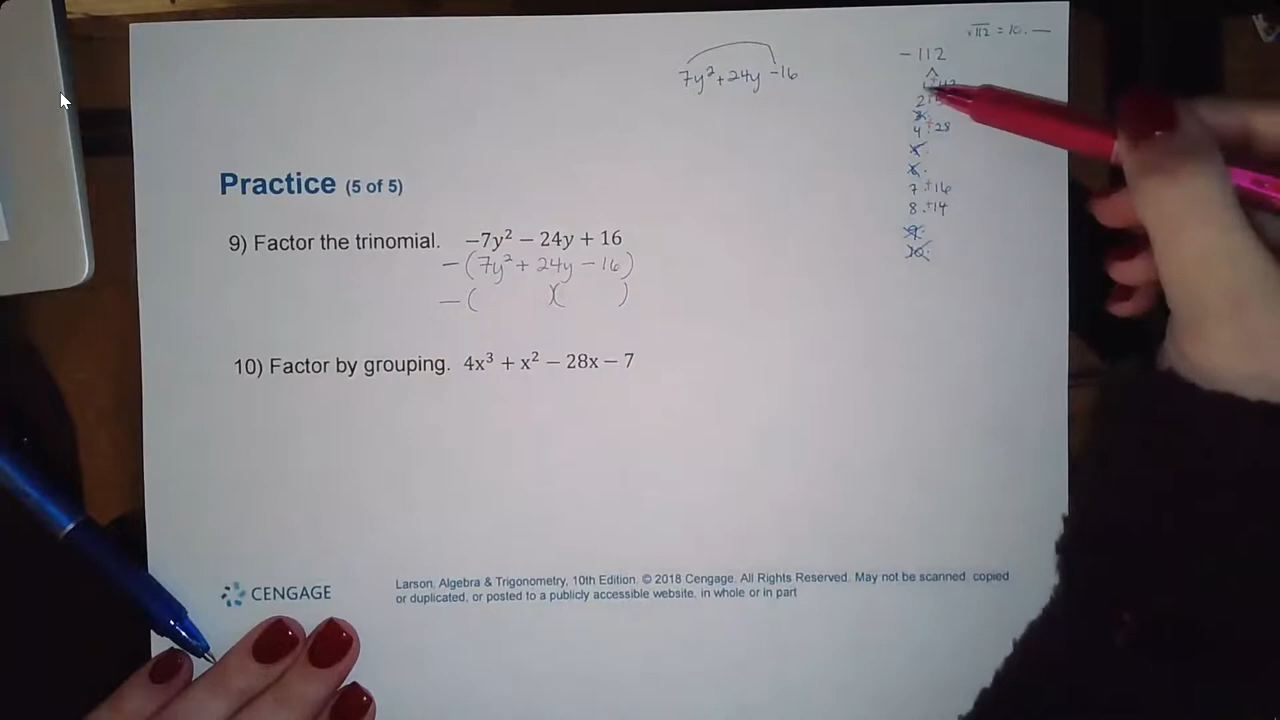 √112 = 10. —
-112
7y² + 24y - 16
4 28
7 16
8 14
Practice (5 of 5)
9) Factor the trinomial. −7y² − 24y + 16
-(7y² + 24y - 16)
-( )( )
10) Factor by grouping. 4x³ + x² − 28x − 7
CENGAGE
Larson, Algebra & Trigonometry, 10th Edition. © 2018 Cengage. All Rights Reserved. May not be scanned, copied
or duplicated, or posted to a publicly accessible website, in whole or in part